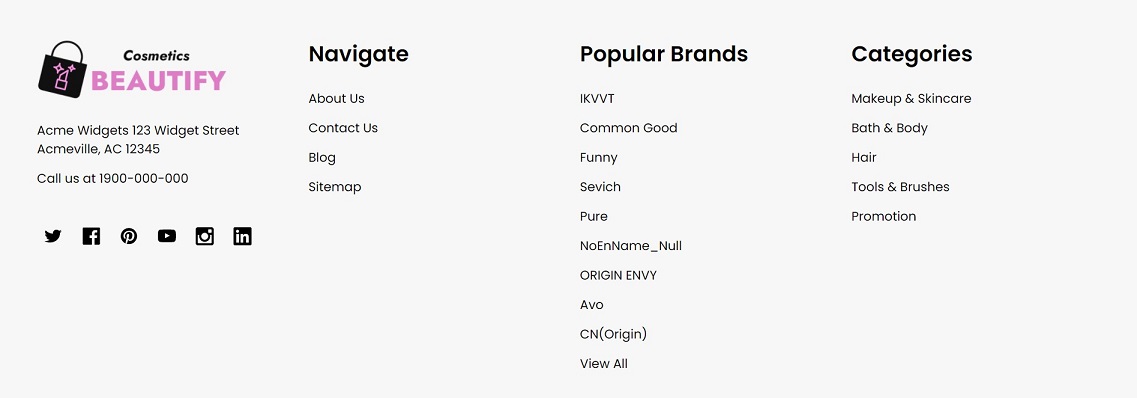 Cosmetics
BEAUTIFY
Acme Widgets 123 Widget Street
Acmeville, AC 12345
Call us at 1900-000-000
Navigate
About Us
Contact Us
Blog
Sitemap
Popular Brands
IKVVT
Common Good
Funny
Sevich
Pure
NoEnName_Null
ORIGIN ENVY
Avo
CN(Origin)
View All
Categories
Makeup & Skincare
Bath & Body
Hair
Tools & Brushes
Promotion